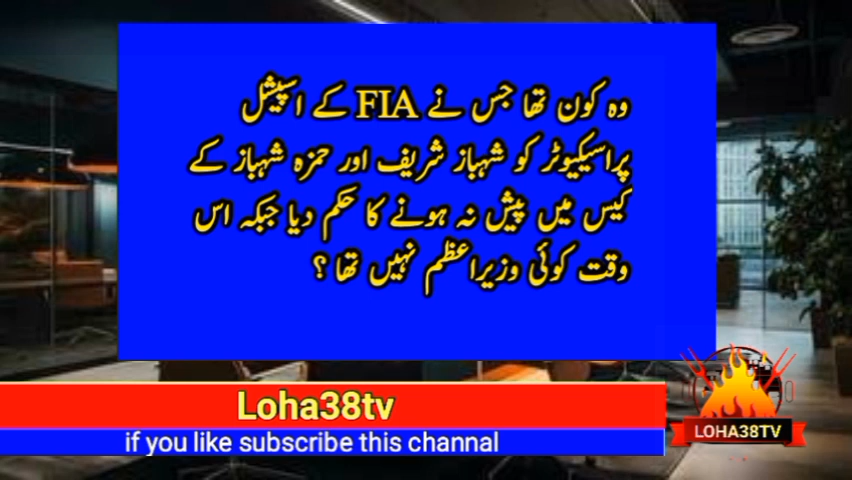 وہ کون تھا جس نے FIA کے اسپیشل
پراسیکیوٹر کو شہباز شریف اور حمزہ شہباز کے
کیس میں پیش نہ ہونے کا حکم دیا جبکہ اس
وقت کوئی وزیراعظم نہیں تھا ؟
Loha38tv
if you like subscribe this channal
LOHA38TV